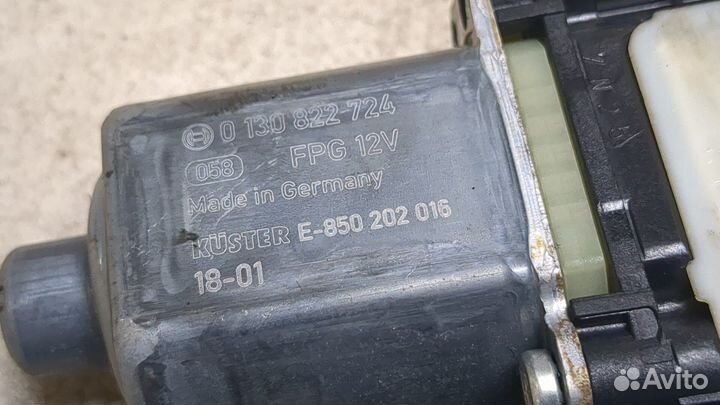 0 130 822 724
058 FPG 12V
Made in Germany
KÜSTER E-850 202 016
18-01
Avito